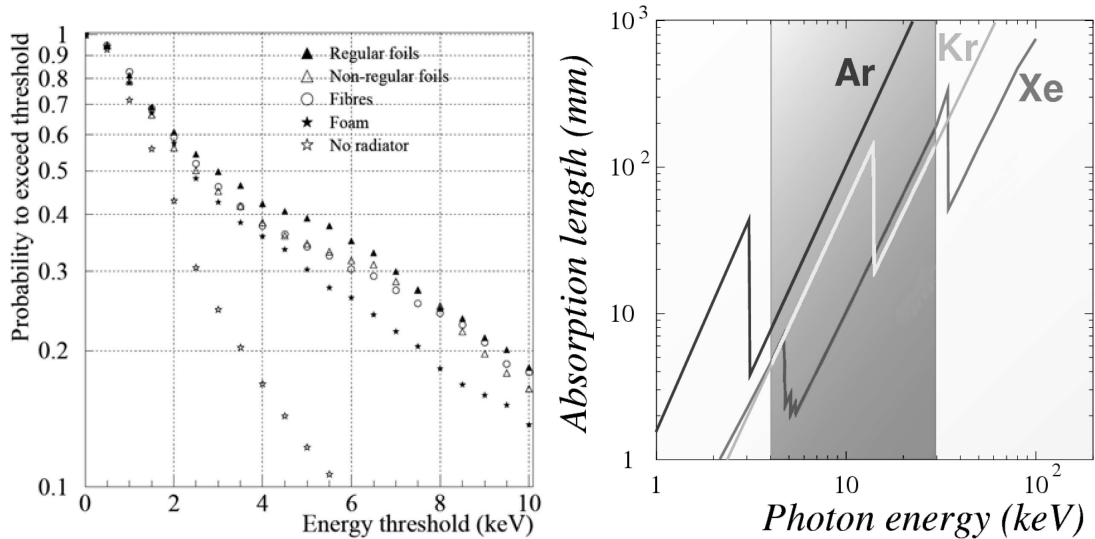 Probability to exceed threshold
1
0.9
0.8
0.7
0.6
0.5
0.4
0.3
0.2
0.1
Regular foils
Non-regular foils
Fibres
Foam
No radiator
0 2 4 6 8 10
Energy threshold (keV)
Absorption length (mm)
10³
10²
10
1
Ar
Kr
Xe
1 10 10²
Photon energy (keV)